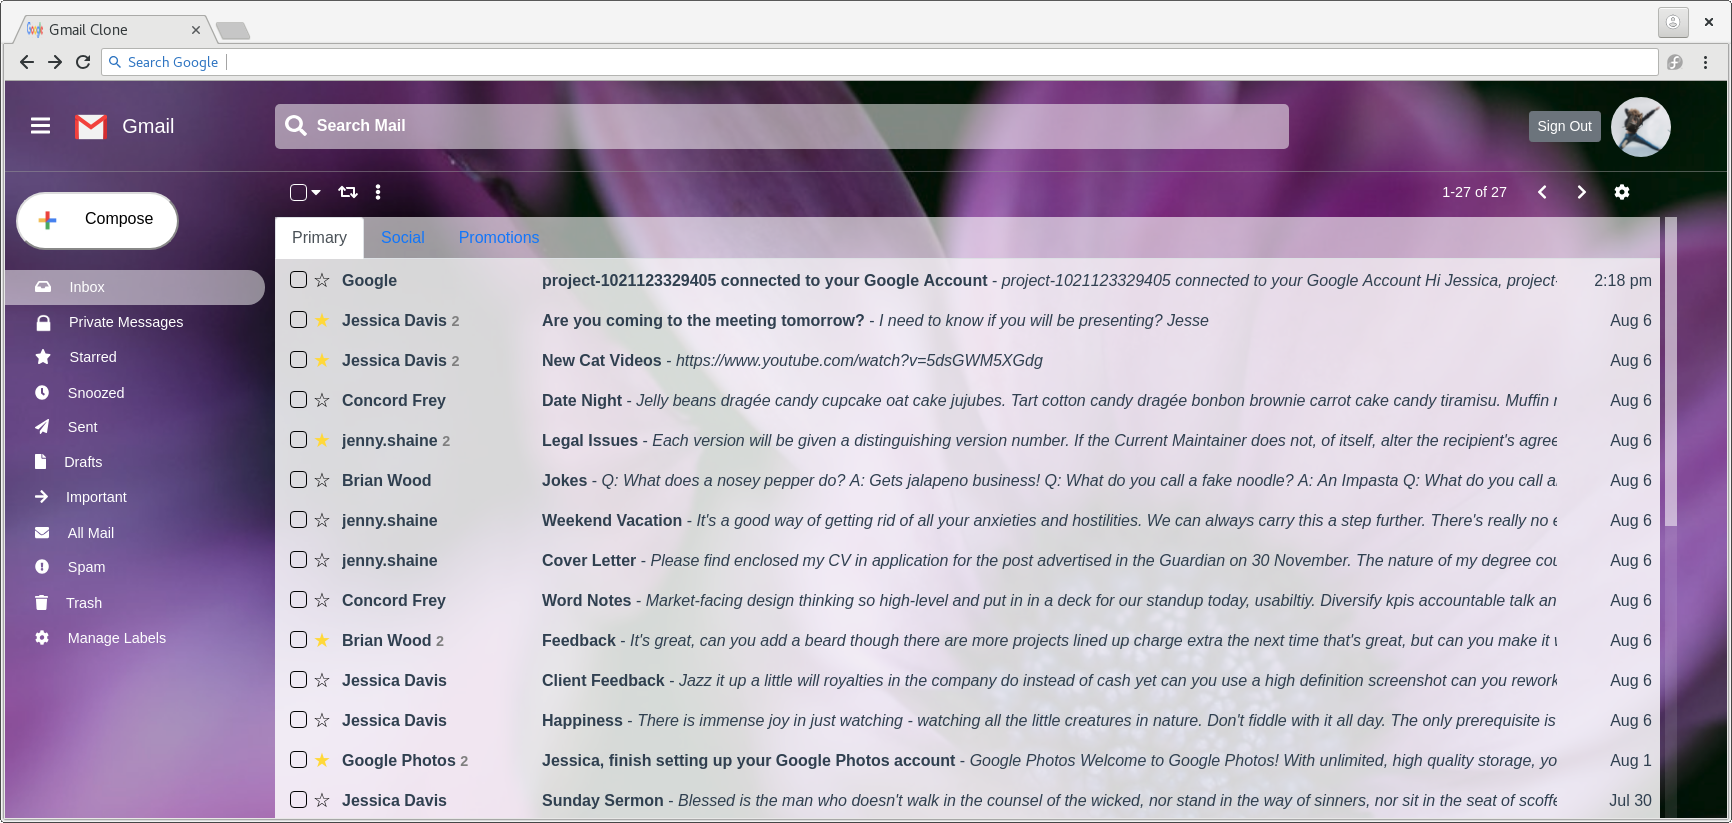 Gmail Clone
Search Google
Gmail
Search Mail
Sign Out
1-27 of 27
Compose
Primary Social Promotions
Inbox
Private Messages
Starred
Snoozed
Sent
Drafts
Important
All Mail
Spam
Trash
Manage Labels
Google project-1021123329405 connected to your Google Account - project-1021123329405 connected to your Google Account Hi Jessica, project- 2:18 pm
Jessica Davis 2 Are you coming to the meeting tomorrow? - I need to know if you will be presenting? Jesse Aug 6
Jessica Davis 2 New Cat Videos - https://www.youtube.com/watch?v=5dsGWM5XGdg Aug 6
Concord Frey Date Night - Jelly beans dragée candy cupcake oat cake jujubes. Tart cotton candy dragée bonbon brownie carrot cake candy tiramisu. Muffin Aug 6
jenny.shaine 2 Legal Issues - Each version will be given a distinguishing version number. If the Current Maintainer does not, of itself, alter the recipient's agree Aug 6
Brian Wood Jokes - Q: What does a nosey pepper do? A: Gets jalapeno business! Q: What do you call a fake noodle? A: An Impasta Q: What do you call a Aug 6
jenny.shaine Weekend Vacation - It's a good way of getting rid of all your anxieties and hostilities. We can always carry this a step further. There's really no Aug 6
jenny.shaine Cover Letter - Please find enclosed my CV in application for the post advertised in the Guardian on 30 November. The nature of my degree cou Aug 6
Concord Frey Word Notes - Market-facing design thinking so high-level and put in in a deck for our standup today, usabiltiy. Diversify kpis accountable talk an Aug 6
Brian Wood 2 Feedback - It's great, can you add a beard though there are more projects lined up charge extra the next time that's great, but can you make it Aug 6
Jessica Davis Client Feedback - Jazz it up a little will royalties in the company do instead of cash yet can you use a high definition screenshot can you rework Aug 6
Jessica Davis Happiness - There is immense joy in just watching - watching all the little creatures in nature. Don't fiddle with it all day. The only prerequisite is Aug 6
Google Photos 2 Jessica, finish setting up your Google Photos account - Google Photos Welcome to Google Photos! With unlimited, high quality storage, yo Aug 1
Jessica Davis Sunday Sermon - Blessed is the man who doesn't walk in the counsel of the wicked, nor stand in the way of sinners, nor sit in the seat of scoffe Jul 30